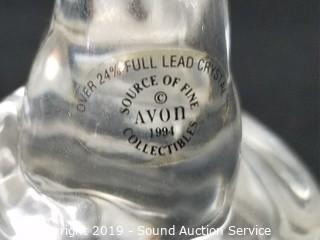 OVER 24% FULL LEAD CRYSTAL
SOURCE OF FINE
©
AVON
1994
COLLECTIBLES
Copyright 2019 - Sound Auction Service